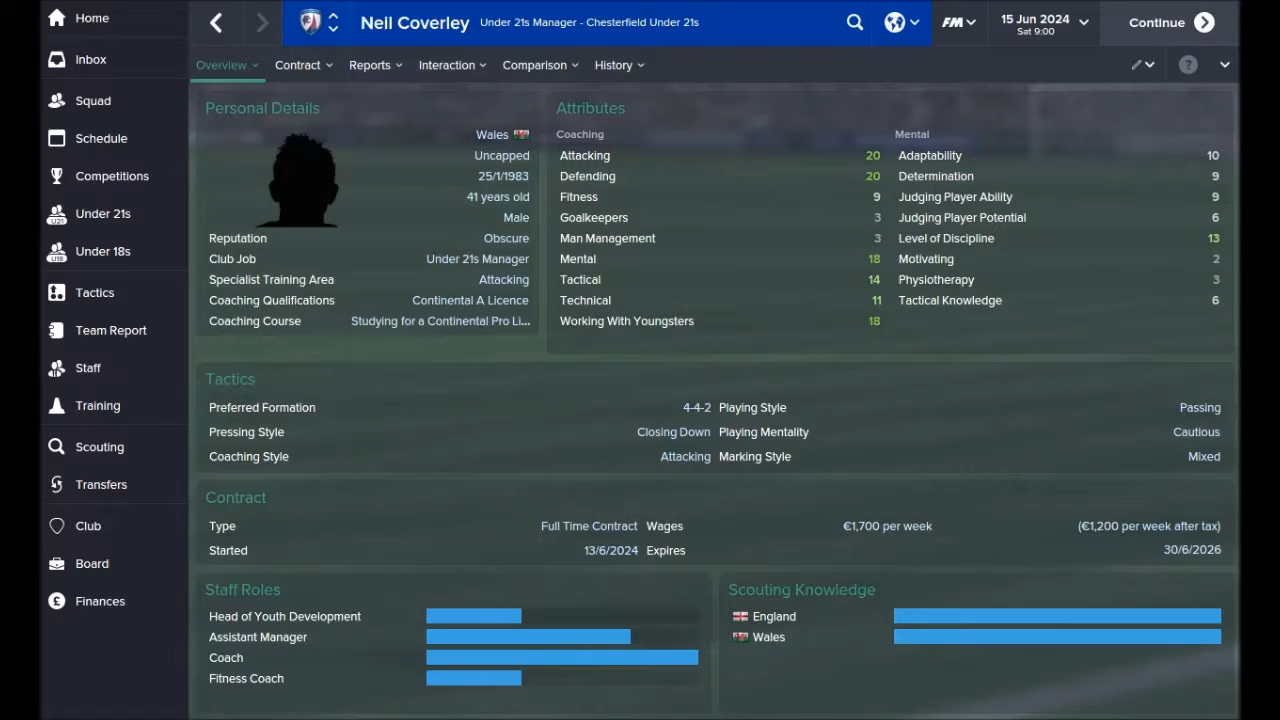 Home
Neil Coverley
Under 21s Manager - Chesterfield Under 21s
FM
15 Jun 2024
Sat 9:00
Continue
Inbox
Squad
Schedule
Competitions
Under 21s
Under 18s
Tactics
Team Report
Staff
Training
Scouting
Transfers
Club
Board
Finances
Overview
Contract
Reports
Interaction
Comparison
History
?
Personal Details
Wales
Uncapped
25/1/1983
41 years old
Male
Reputation Obscure
Club Job Under 21s Manager
Specialist Training Area Attacking
Coaching Qualifications Continental A Licence
Coaching Course Studying for a Continental Pro Li...
Attributes
Coaching
Attacking 20
Defending 20
Fitness 9
Goalkeepers 3
Man Management 3
Mental 18
Tactical 14
Technical 11
Working With Youngsters 18
Mental
Adaptability 10
Determination 9
Judging Player Ability 9
Judging Player Potential 6
Level of Discipline 13
Motivating 2
Physiotherapy 3
Tactical Knowledge 6
Tactics
Preferred Formation 4-4-2 Playing Style Passing
Pressing Style Closing Down Playing Mentality Cautious
Coaching Style Attacking Marking Style Mixed
Contract
Type Full Time Contract Wages €1,700 per week (€1,200 per week after tax)
Started 13/6/2024 Expires 30/6/2026
Staff Roles
Head of Youth Development
Assistant Manager
Coach
Fitness Coach
Scouting Knowledge
England
Wales